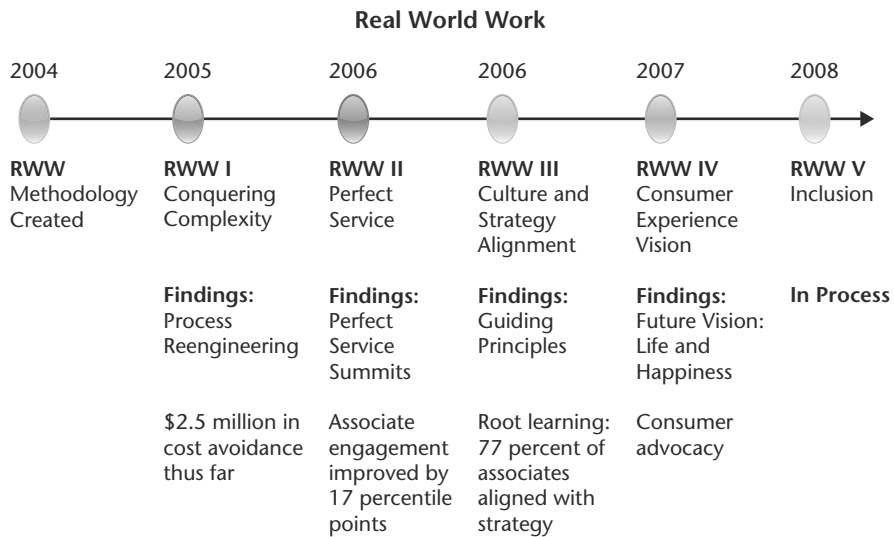 Real World Work
2004
2005
2006
2006
2007
2008
RWW
Methodology
Created
RWW I
Conquering
Complexity
RWW II
Perfect
Service
RWW III
Culture and
Strategy
Alignment
RWW IV
Consumer
Experience
Vision
RWW V
Inclusion
Findings:
Process
Reengineering
Findings:
Perfect
Service
Summits
Findings:
Guiding
Principles
Findings:
Future Vision:
Life and
Happiness
In Process
$2.5 million in
cost avoidance
thus far
Associate
engagement
improved by
17 percentile
points
Root learning:
77 percent of
associates
aligned with
strategy
Consumer
advocacy